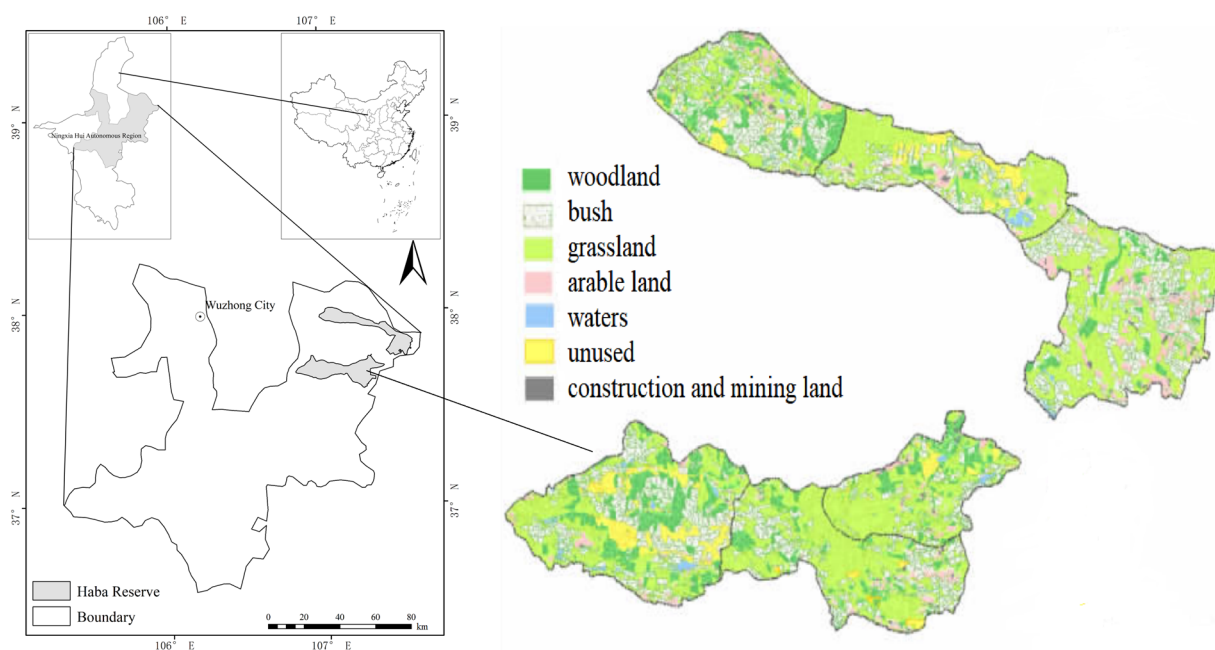 106° E
107° E
39° N
39° N
Ningxia Hui Autonomous Region
woodland
bush
grassland
arable land
waters
unused
construction and mining land
38° N
38° N
Wuzhong City
37° N
37° N
Haba Reserve
Boundary
0 10 20 40 60 80
km
106° E
107° E